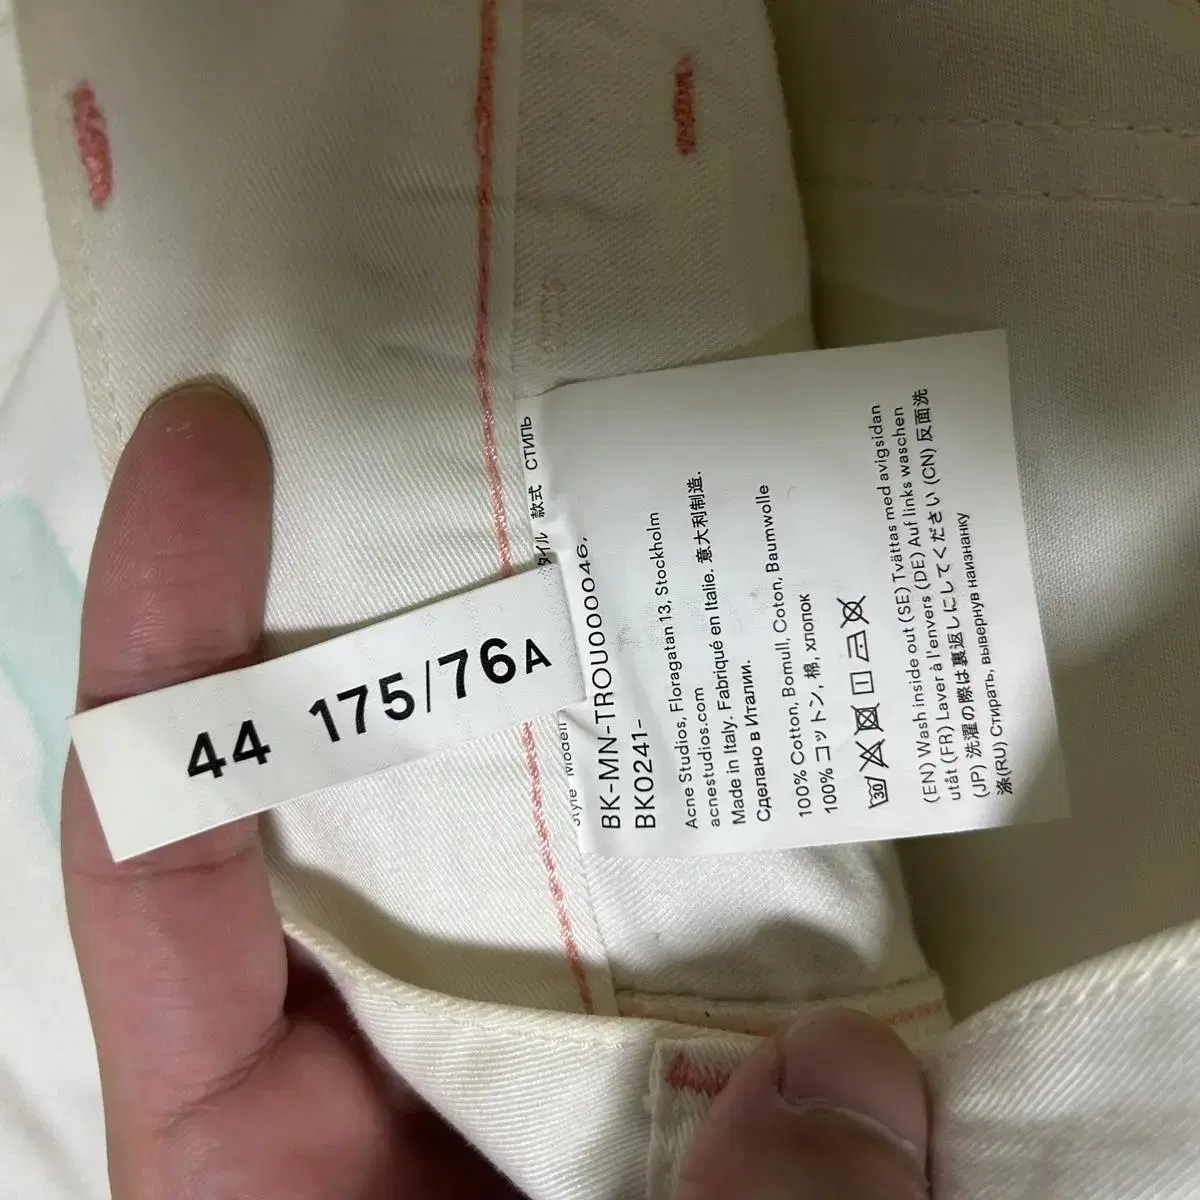 44 175/76A
タイル 款式 СТИЛЬ
Style Modell
BK-MN-TROU000046,
BK0241-
Acne Studios, Floragatan 13, Stockholm
acnestudios.com
Made in Italy. Fabriqué en Italie. 意大利制造.
Сделано в Италии.
100% Cotton, Bomull, Coton, Baumwolle
100% コットン, 棉, хлопок
30
(EN) Wash inside out (SE) Tvättas med avigsidan
utåt (FR) Laver à l'envers (DE) Auf links waschen
(JP) 洗濯の際は裏返しにしてください (CN) 反面洗
涤(RU) Стирать, вывернув наизнанку